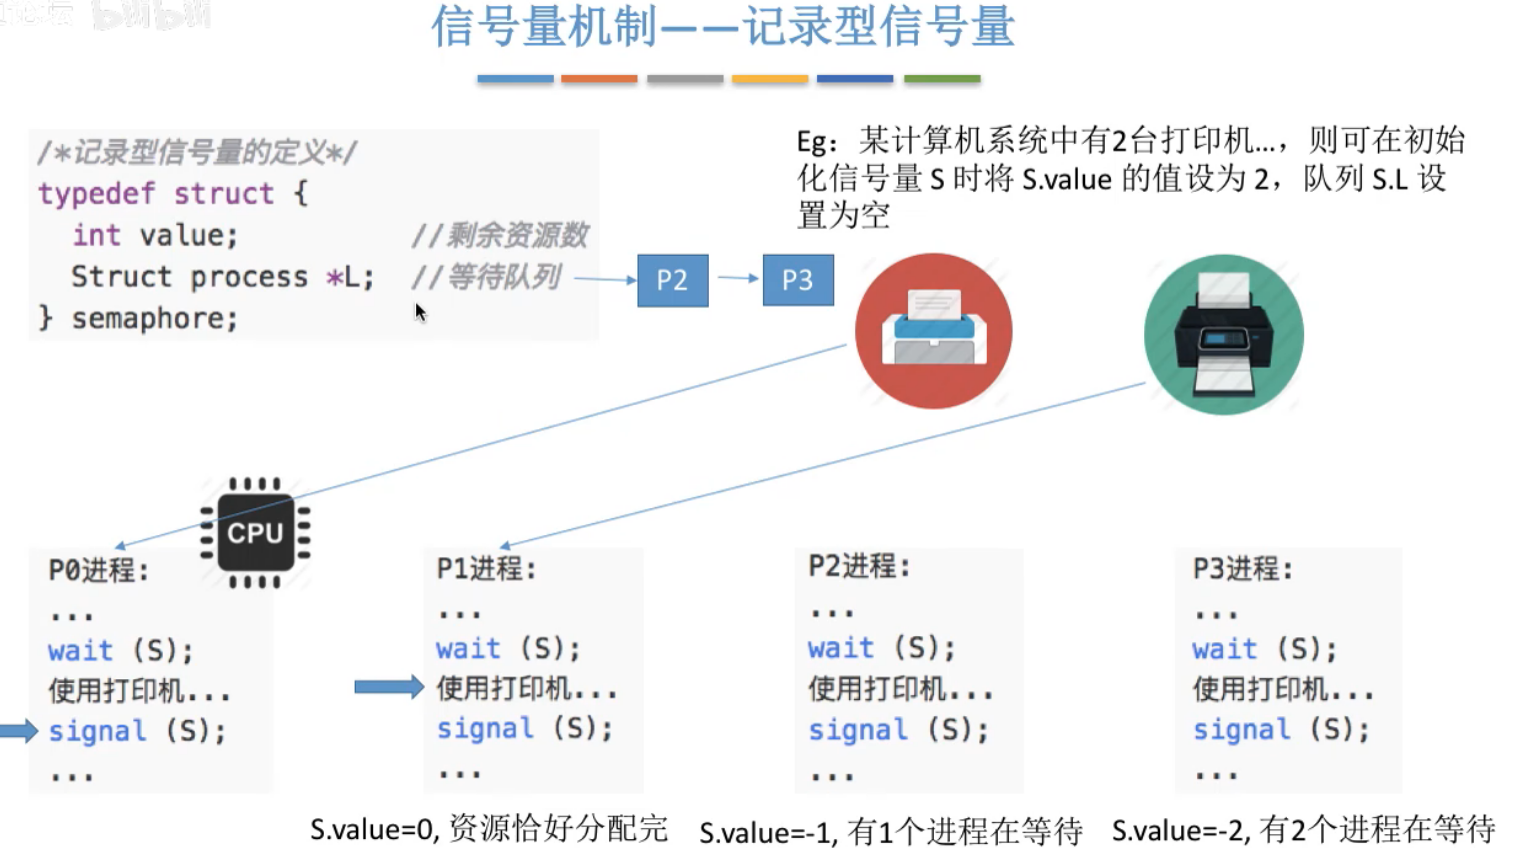 信号量机制——记录型信号量
/*记录型信号量的定义*/
typedef struct {
int value; //剩余资源数
Struct process *L; //等待队列
} semaphore;
P2
P3
Eg：某计算机系统中有2台打印机...，则可在初始
化信号量 S 时将 S.value 的值设为 2，队列 S.L 设
置为空
CPU
P0进程:
...
wait (S);
使用打印机...
signal (S);
...
P1进程:
...
wait (S);
使用打印机...
signal (S);
...
P2进程:
...
wait (S);
使用打印机...
signal (S);
...
P3进程:
...
wait (S);
使用打印机...
signal (S);
...
S.value=0, 资源恰好分配完
S.value=-1, 有1个进程在等待
S.value=-2, 有2个进程在等待